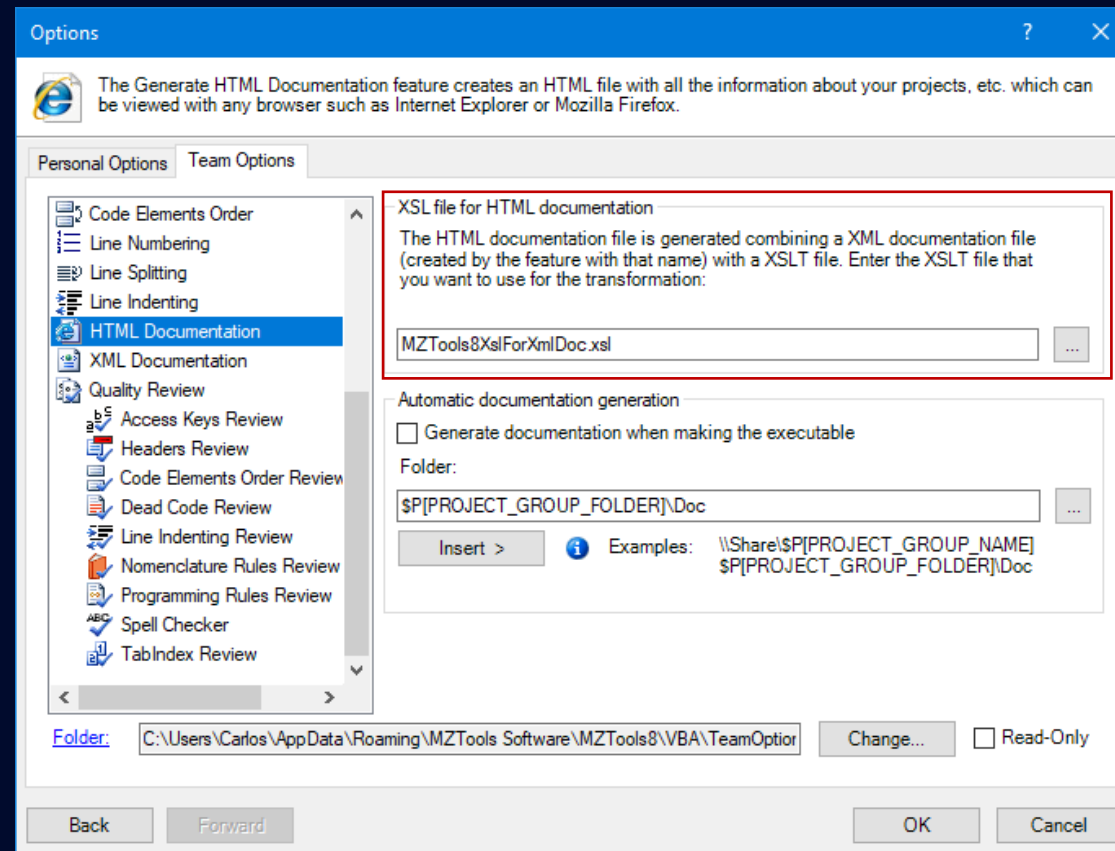 Options
?
The Generate HTML Documentation feature creates an HTML file with all the information about your projects, etc. which can
be viewed with any browser such as Internet Explorer or Mozilla Firefox.
Personal Options
Team Options
Code Elements Order
Line Numbering
Line Splitting
Line Indenting
HTML Documentation
XML Documentation
Quality Review
Access Keys Review
Headers Review
Code Elements Order Review
Dead Code Review
Line Indenting Review
Nomenclature Rules Review
Programming Rules Review
Spell Checker
TabIndex Review
XSL file for HTML documentation
The HTML documentation file is generated combining a XML documentation file
(created by the feature with that name) with a XSLT file. Enter the XSLT file that
you want to use for the transformation:
MZTools8XslForXmlDoc.xsl
...
Automatic documentation generation
Generate documentation when making the executable
Folder:
$P[PROJECT_GROUP_FOLDER]\Doc
...
Insert >
Examples:
\\Share\$P[PROJECT_GROUP_NAME]
$P[PROJECT_GROUP_FOLDER]\Doc
Folder:
C:\Users\Carlos\AppData\Roaming\MZTools Software\MZTools8\VBA\TeamOption
Change...
Read-Only
Back
Forward
OK
Cancel